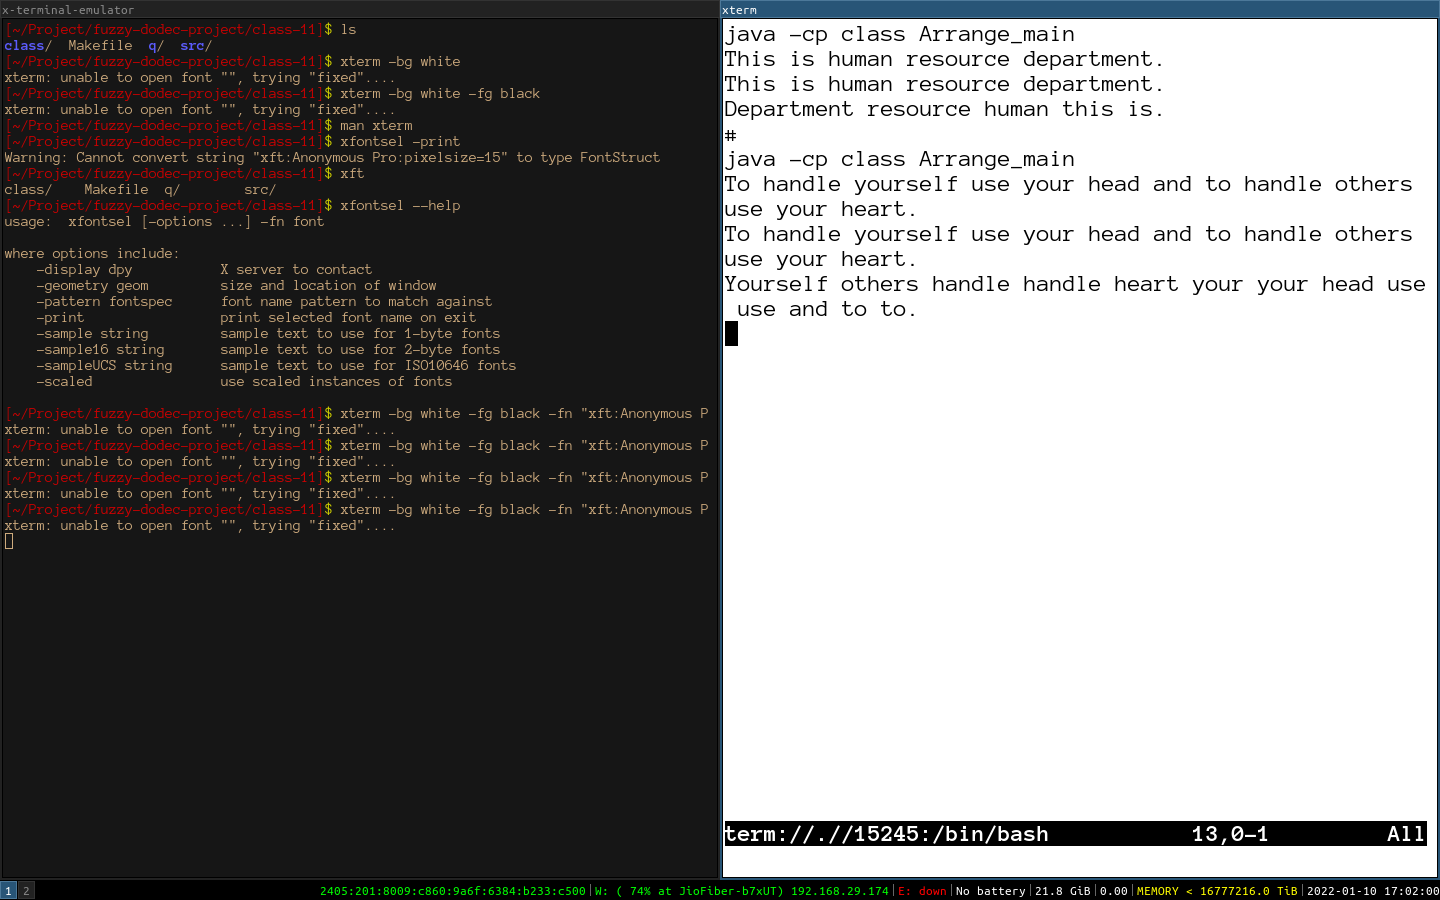 x-terminal-emulator
[~/Project/fuzzy-dodec-project/class-11]$ ls
class/  Makefile  q/  src/
[~/Project/fuzzy-dodec-project/class-11]$ xterm -bg white
xterm: unable to open font "", trying "fixed"....
[~/Project/fuzzy-dodec-project/class-11]$ xterm -bg white -fg black
xterm: unable to open font "", trying "fixed"....
[~/Project/fuzzy-dodec-project/class-11]$ man xterm
[~/Project/fuzzy-dodec-project/class-11]$ xfontsel -print
Warning: Cannot convert string "xft:Anonymous Pro:pixelsize=15" to type FontStruct
[~/Project/fuzzy-dodec-project/class-11]$ xft
class/    Makefile  q/        src/
[~/Project/fuzzy-dodec-project/class-11]$ xfontsel --help
usage:  xfontsel [-options ...] -fn font
where options include:
    -display dpy           X server to contact
    -geometry geom         size and location of window
    -pattern fontspec      font name pattern to match against
    -print                 print selected font name on exit
    -sample string         sample text to use for 1-byte fonts
    -sample16 string       sample text to use for 2-byte fonts
    -sampleUCS string      sample text to use for ISO10646 fonts
    -scaled                use scaled instances of fonts
[~/Project/fuzzy-dodec-project/class-11]$ xterm -bg white -fg black -fn "xft:Anonymous P
xterm: unable to open font "", trying "fixed"....
[~/Project/fuzzy-dodec-project/class-11]$ xterm -bg white -fg black -fn "xft:Anonymous P
xterm: unable to open font "", trying "fixed"....
[~/Project/fuzzy-dodec-project/class-11]$ xterm -bg white -fg black -fn "xft:Anonymous P
xterm: unable to open font "", trying "fixed"....
[~/Project/fuzzy-dodec-project/class-11]$ xterm -bg white -fg black -fn "xft:Anonymous P
xterm: unable to open font "", trying "fixed"....
xterm
java -cp class Arrange_main
This is human resource department.
This is human resource department.
Department resource human this is.
#
java -cp class Arrange_main
To handle yourself use your head and to handle others
use your heart.
To handle yourself use your head and to handle others
use your heart.
Yourself others handle handle heart your your head use
 use and to to.
term://.//15245:/bin/bash           13,0-1         All
1 2
2405:201:8009:c860:9a6f:6384:b233:c500|W: ( 74% at JioFiber-b7xUT) 192.168.29.174|E: down|No battery|21.8 GiB|0.00|MEMORY < 16777216.0 TiB|2022-01-10 17:02:00